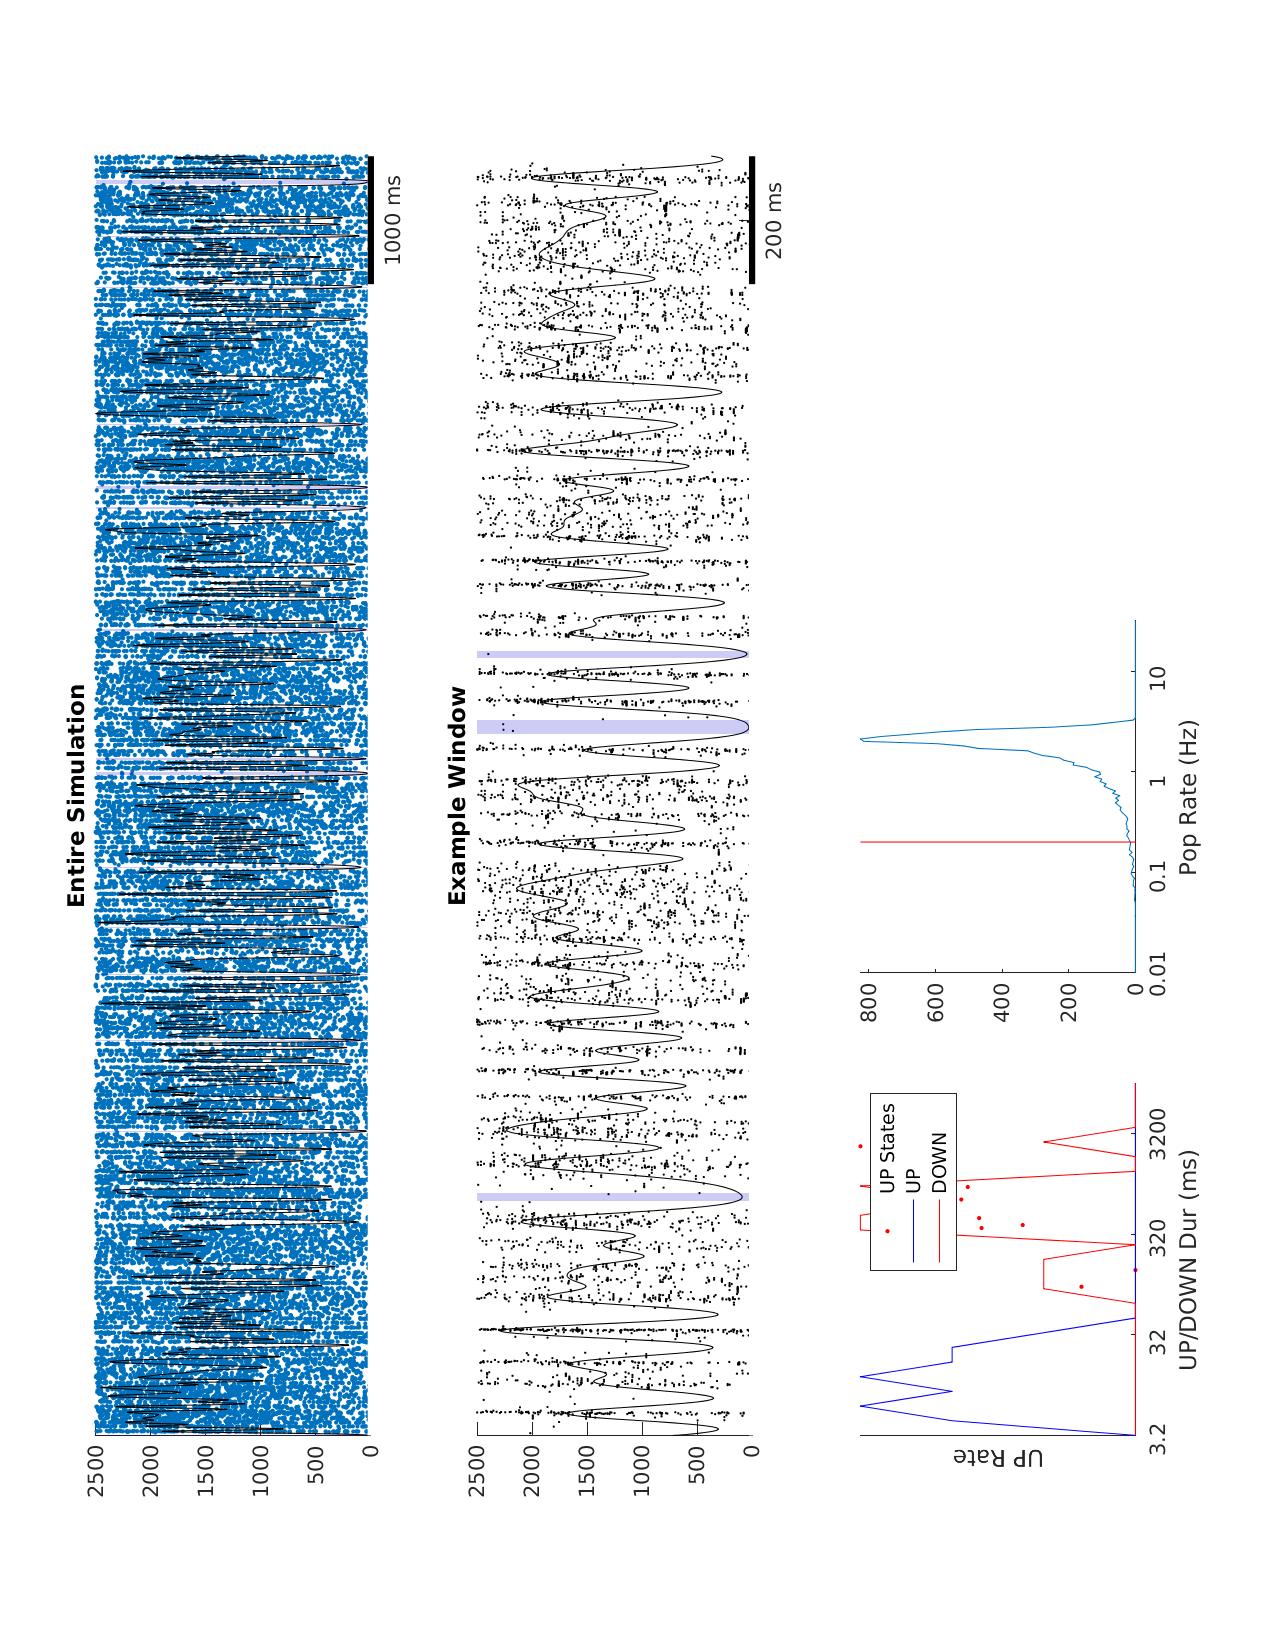 Entire Simulation
2500
2000
1500
1000
500
0
1000 ms
Example Window
2500
2000
1500
1000
500
0
200 ms
UP Rate
UP States
UP
DOWN
3.2 32 320 3200
UP/DOWN Dur (ms)
800
600
400
200
0
0.01 0.1 1 10
Pop Rate (Hz)